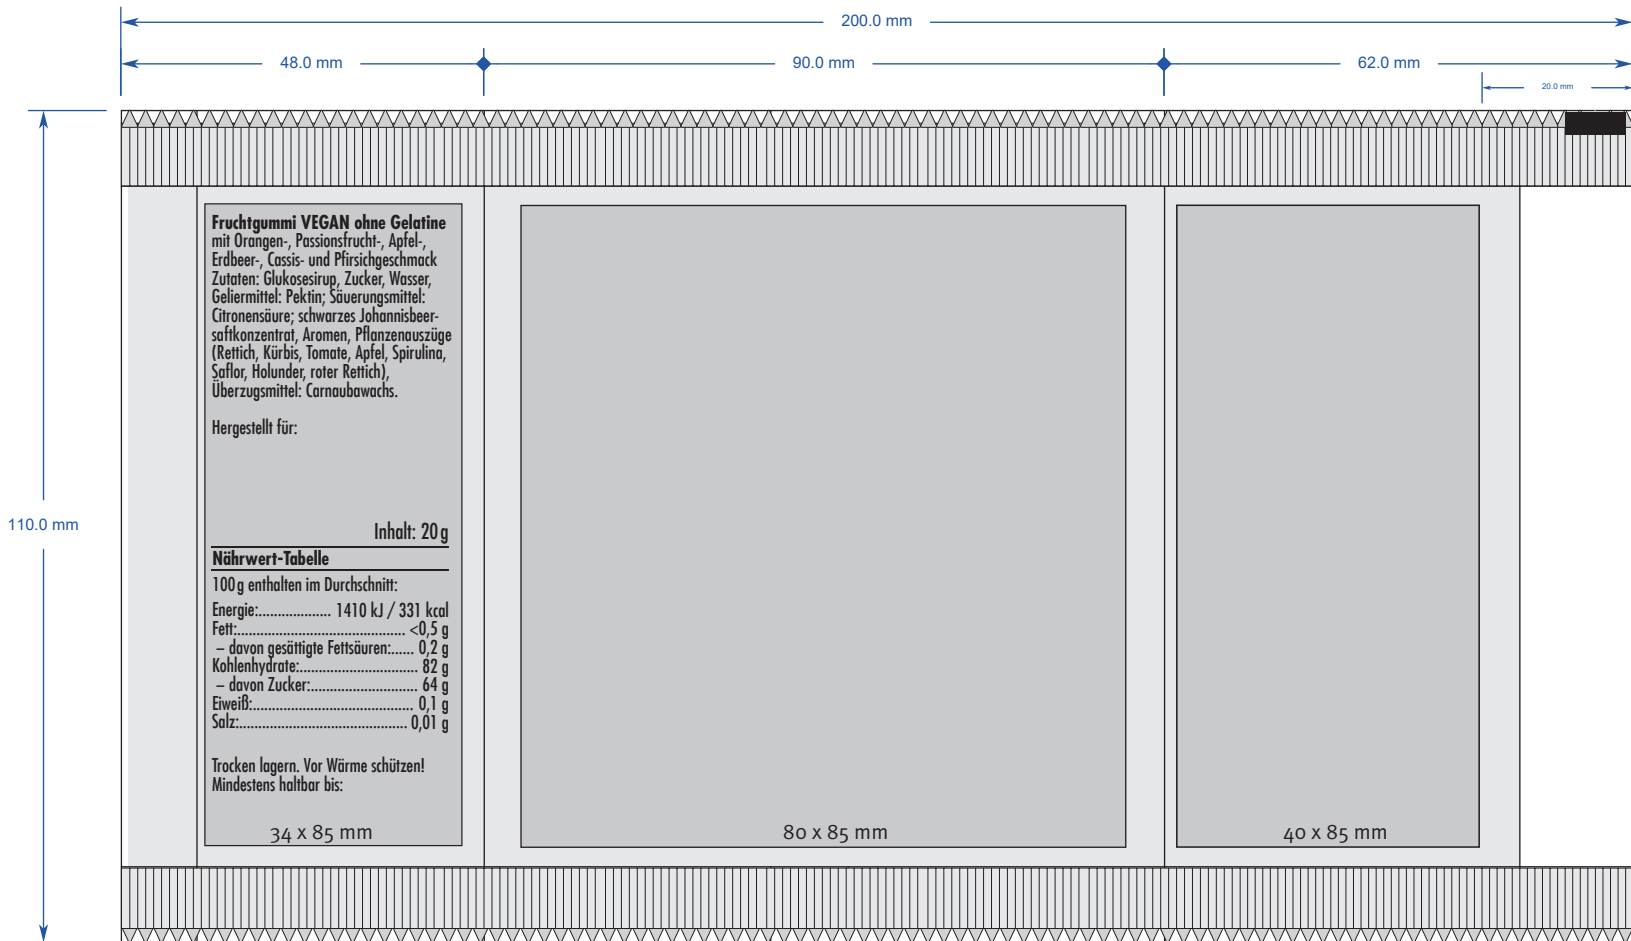 200.0 mm
48.0 mm
90.0 mm
62.0 mm
20.0 mm
110.0 mm
Fruchtgummi VEGAN ohne Gelatine
mit Orangen-, Passionsfrucht-, Apfel-,
Erdbeer-, Cassis- und Pfirsichgeschmack
Zutaten: Glukosesirup, Zucker, Wasser,
Geliermittel: Pektin; Säuerungsmittel:
Citronensäure; schwarzes Johannisbeer-
saftkonzentrat, Aromen, Pflanzenauszüge
(Rettich, Kürbis, Tomate, Apfel, Spirulina,
Saflor, Holunder, roter Rettich),
Überzugsmittel: Carnaubawachs.
Hergestellt für:
Inhalt: 20 g
Nährwert-Tabelle
100 g enthalten im Durchschnitt:
Energie:................... 1410 kJ / 331 kcal
Fett:........................................... <0,5 g
– davon gesättigte Fettsäuren:...... 0,2 g
Kohlenhydrate:.............................. 82 g
– davon Zucker:........................... 64 g
Eiweiß:......................................... 0,1 g
Salz:........................................... 0,01 g
Trocken lagern. Vor Wärme schützen!
Mindestens haltbar bis:
34 x 85 mm
80 x 85 mm
40 x 85 mm